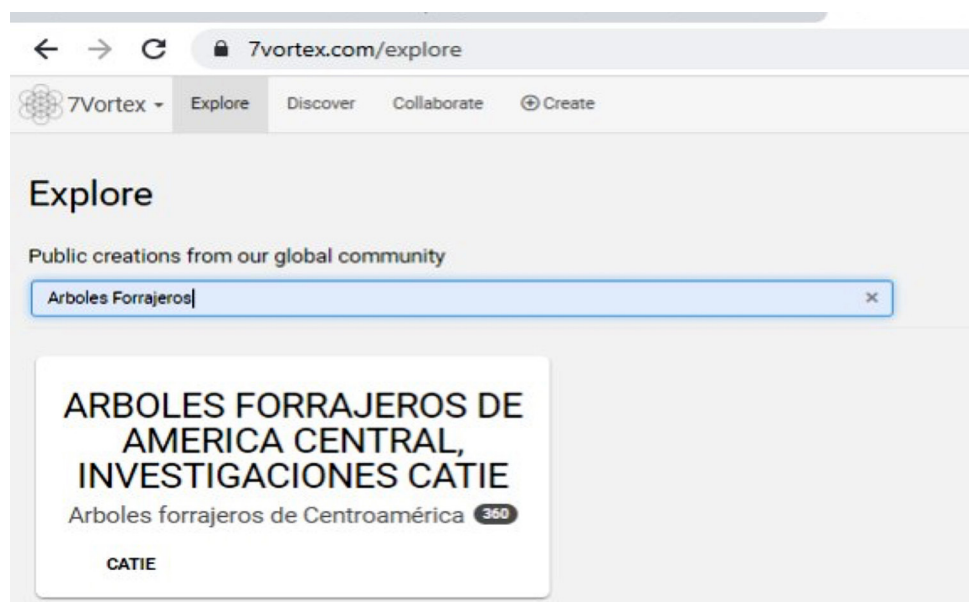 7vortex.com/explore
7Vortex Explore Discover Collaborate Create
Explore
Public creations from our global community
Arboles Forrajeros
ARBOLES FORRAJEROS DE
AMERICA CENTRAL,
INVESTIGACIONES CATIE
Arboles forrajeros de Centroamérica 360
CATIE